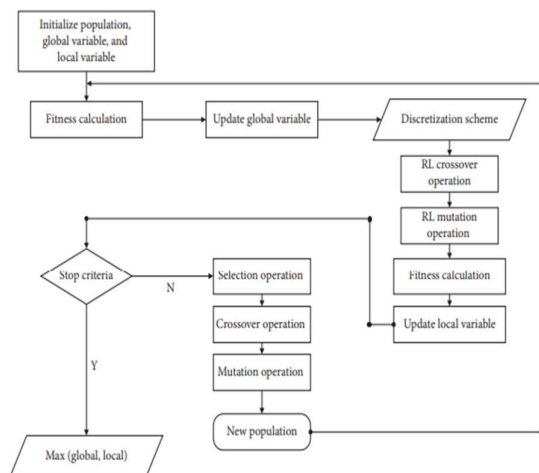 Initialize population,
global variable, and
local variable
Fitness calculation
Update global variable
Discretization scheme
RL crossover
operation
RL mutation
operation
Fitness calculation
Update local variable
Stop criteria
N
Y
Selection operation
Crossover operation
Mutation operation
New population
Max (global, local)